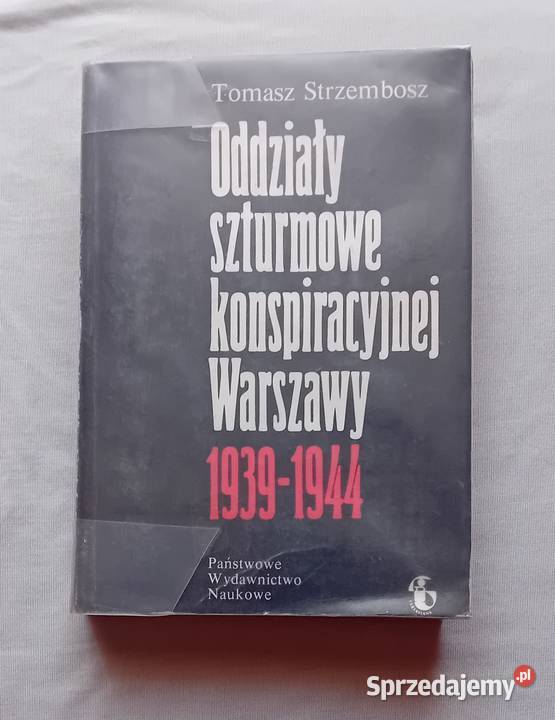 Tomasz Strzembosz
Oddziały
szturmowe
konspiracyjnej
Warszawy
1939-1944
Państwowe
Wydawnictwo
Naukowe
Sprzedajemy.pl